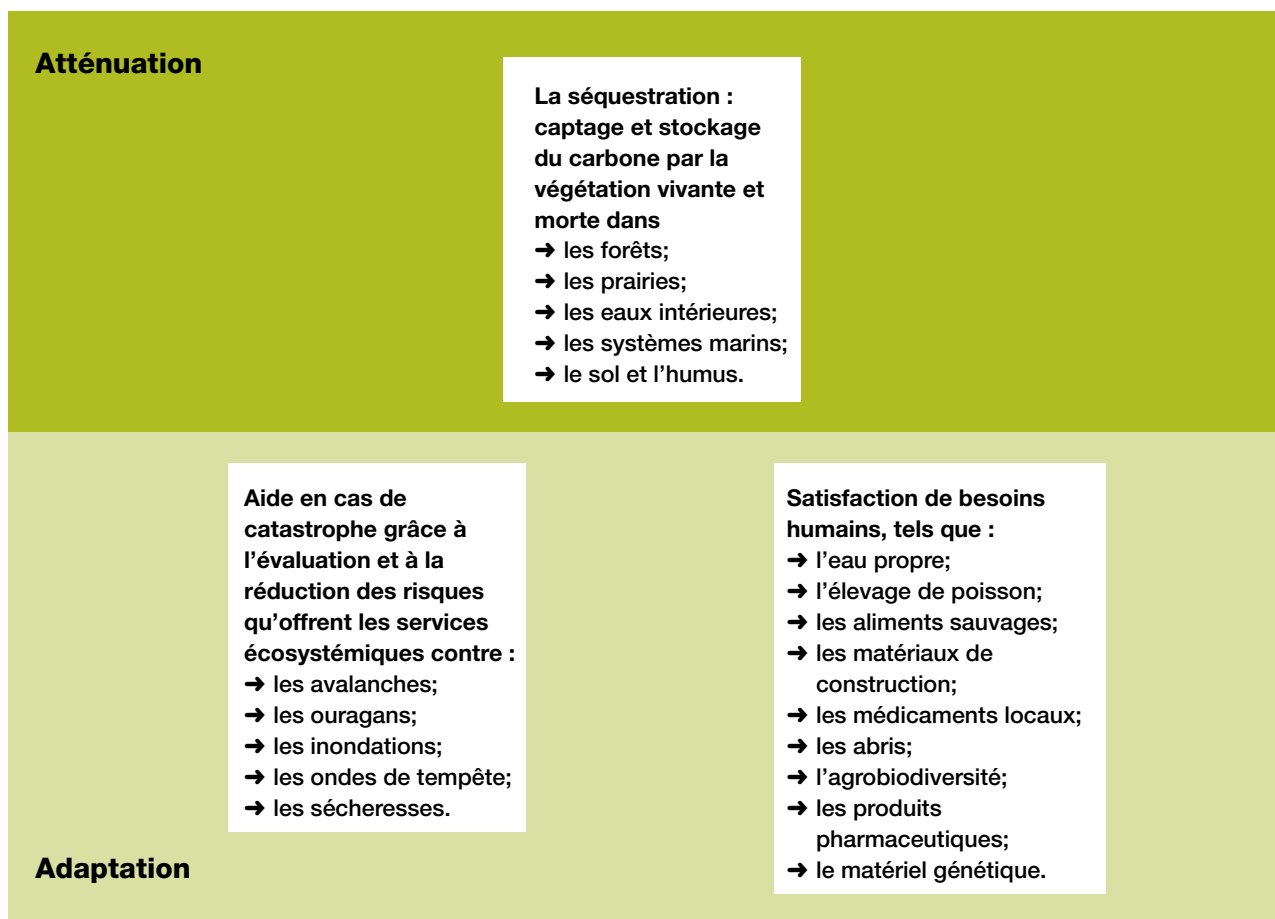 Atténuation
La séquestration :
captage et stockage
du carbone par la
végétation vivante et
morte dans
➜ les forêts;
➜ les prairies;
➜ les eaux intérieures;
➜ les systèmes marins;
➜ le sol et l’humus.
Aide en cas de
catastrophe grâce à
l’évaluation et à la
réduction des risques
qu’offrent les services
écosystémiques contre :
➜ les avalanches;
➜ les ouragans;
➜ les inondations;
➜ les ondes de tempête;
➜ les sécheresses.
Satisfaction de besoins
humains, tels que :
➜ l’eau propre;
➜ l’élevage de poisson;
➜ les aliments sauvages;
➜ les matériaux de
construction;
➜ les médicaments locaux;
➜ les abris;
➜ l’agrobiodiversité;
➜ les produits
pharmaceutiques;
➜ le matériel génétique.
Adaptation